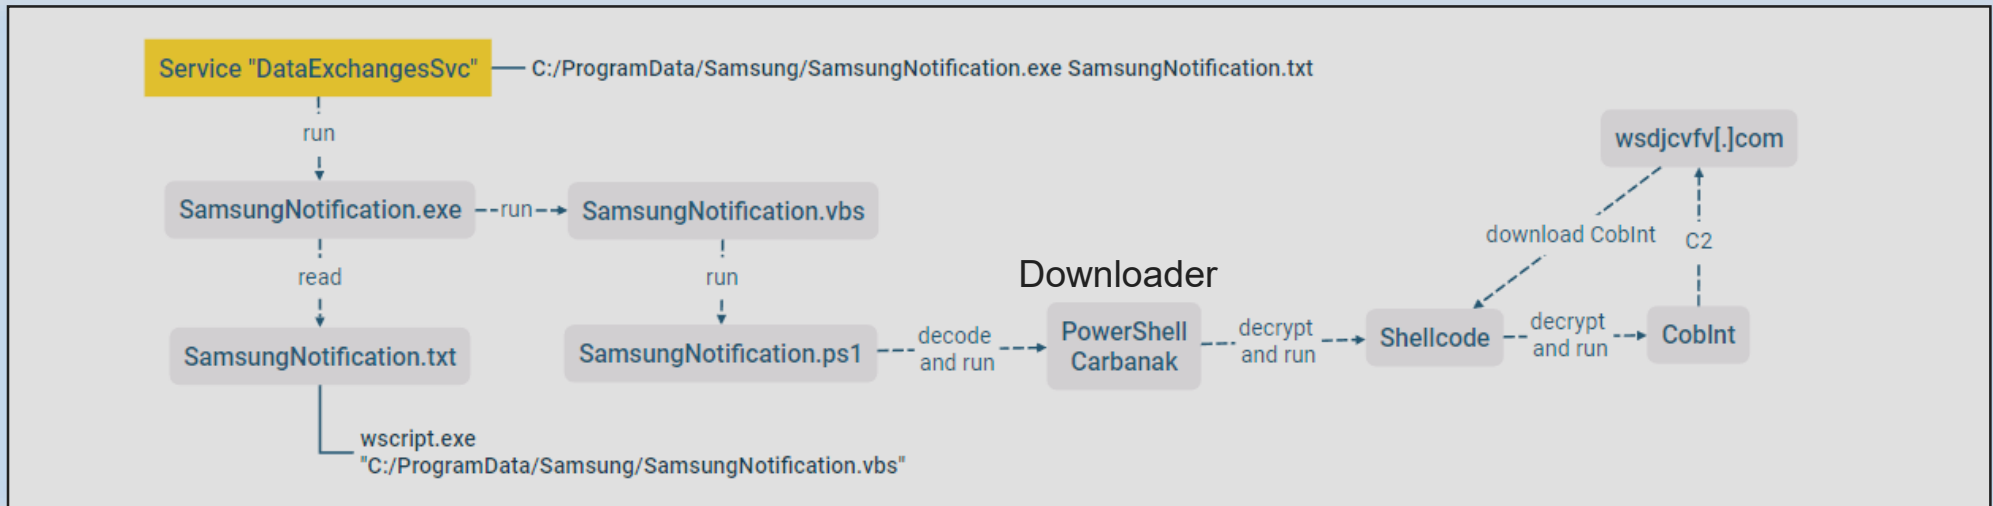 Service "DataExchangesSvc"
C:/ProgramData/Samsung/SamsungNotification.exe SamsungNotification.txt
run
wsdjcvfv[.]com
SamsungNotification.exe
run
SamsungNotification.vbs
download CobInt
C2
read
run
Downloader
SamsungNotification.txt
SamsungNotification.ps1
decode
and run
PowerShell
Carbanak
decrypt
and run
Shellcode
decrypt
and run
CobInt
wscript.exe
"C:/ProgramData/Samsung/SamsungNotification.vbs"